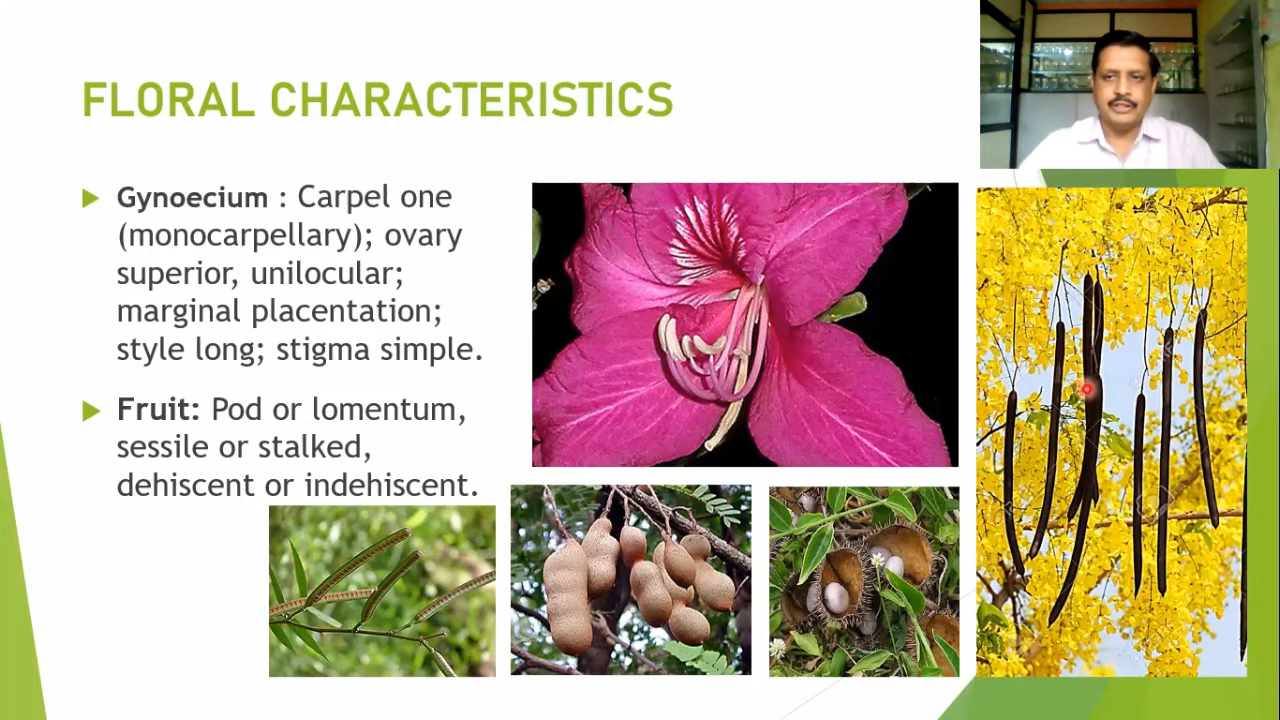 FLORAL CHARACTERISTICS
Gynoecium : Carpel one
(monocarpellary); ovary
superior, unilocular;
marginal placentation;
style long; stigma simple.
Fruit: Pod or lomentum,
sessile or stalked,
dehiscent or indehiscent.